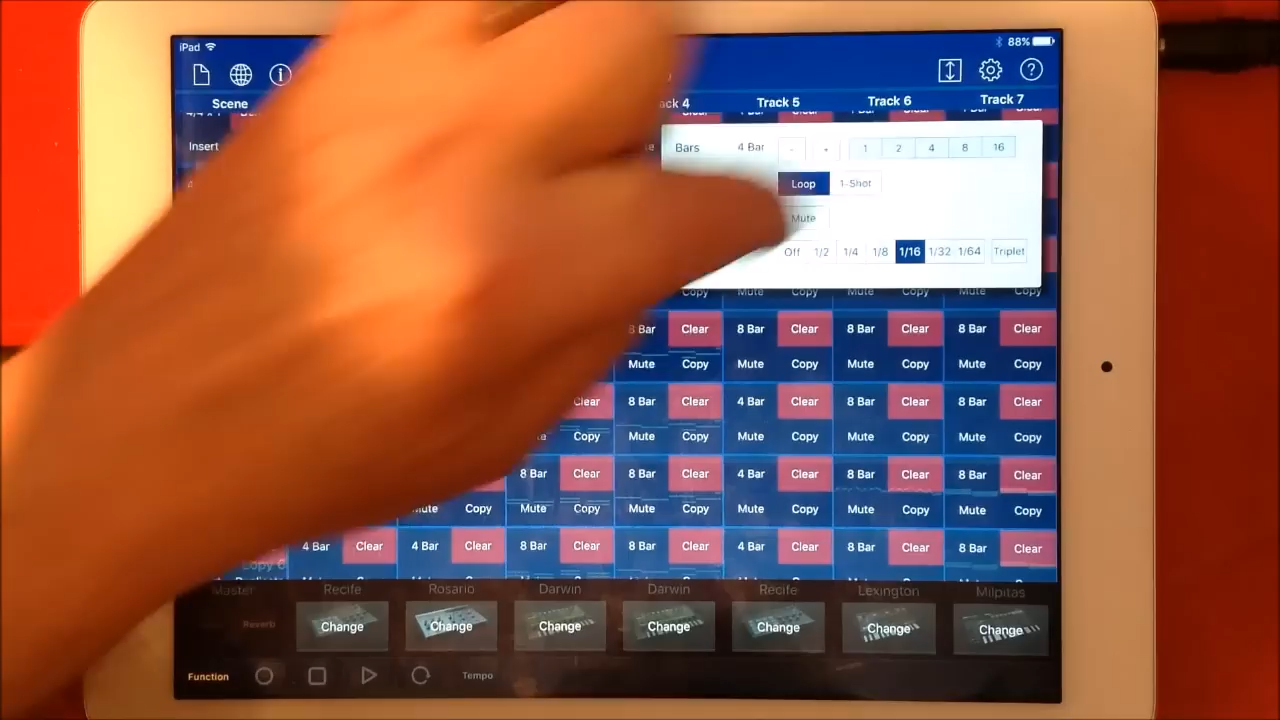 iPad 88%
Scene Track 5 Track 6 Track 7
Insert
Bars 4 Bar - + 1 2 4 8 16
Loop 1-Shot
Mute
Off 1/2 1/4 1/8 1/16 1/32 1/64 Triplet
Copy Mute Copy Mute Copy Mute Copy
8 Bar Clear 8 Bar Clear 8 Bar Clear 8 Bar Clear
Mute Copy Mute Copy Mute Copy Mute Copy
Clear 8 Bar Clear 4 Bar Clear 8 Bar Clear 8 Bar Clear
Copy Mute Copy Mute Copy Mute Copy Mute Copy
8 Bar Clear 8 Bar Clear 4 Bar Clear 8 Bar Clear 8 Bar Clear
Mute Copy Mute Copy Mute Copy Mute Copy Mute Copy Mute Copy
4 Bar Clear 4 Bar Clear 8 Bar Clear 8 Bar Clear 4 Bar Clear 8 Bar Clear 8 Bar Clear
Master Recife Rosario Darwin Darwin Recife Lexington Milpitas
Reverb Change Change Change Change Change Change Change
Function Tempo